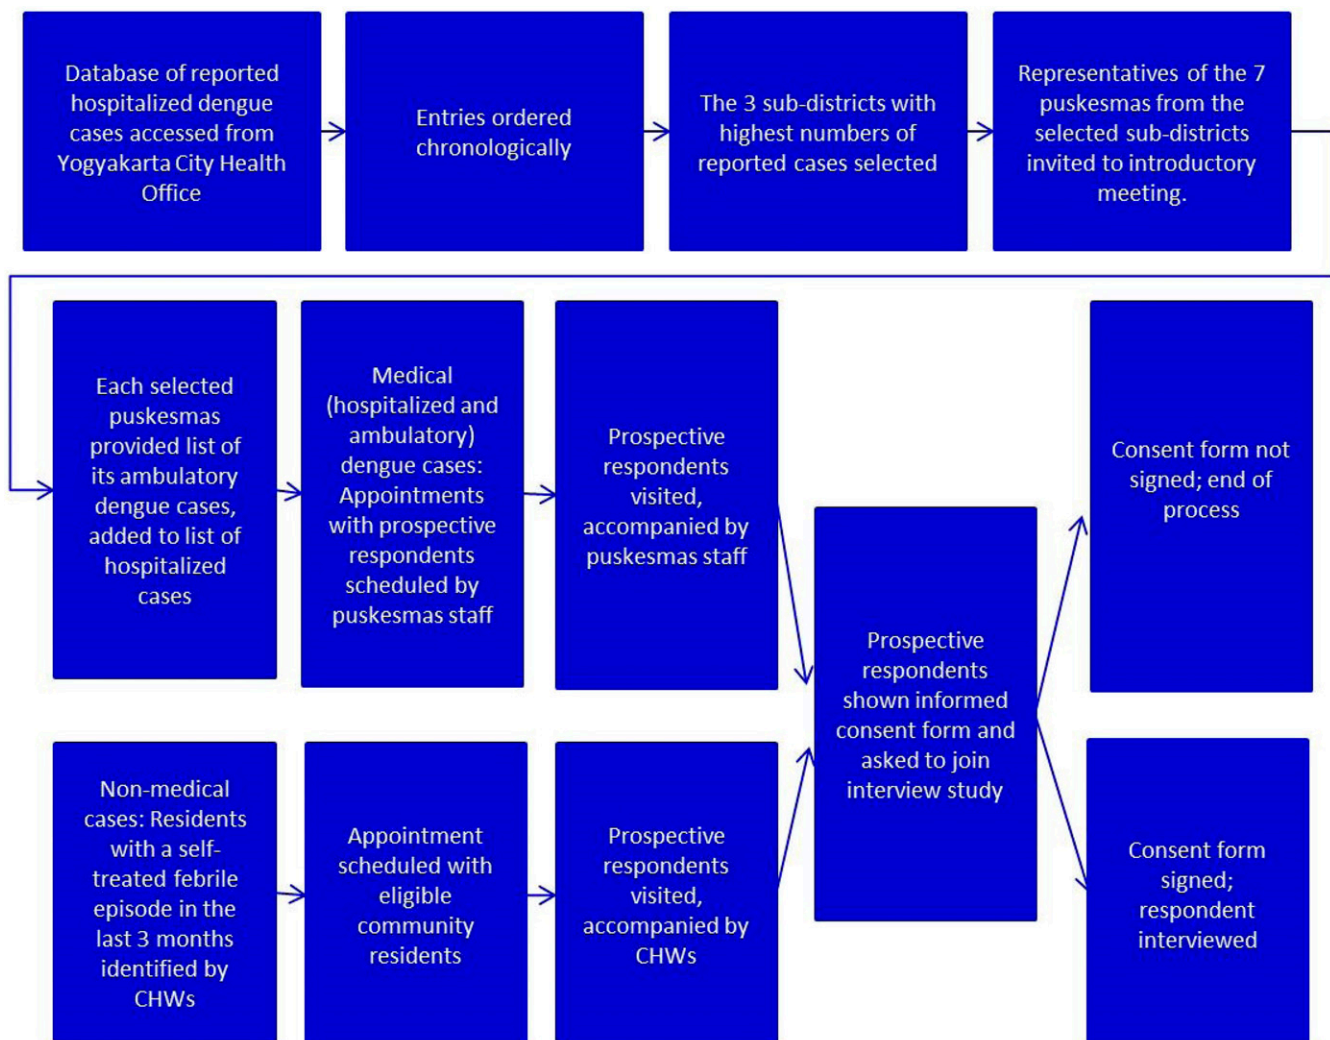 Database of reported
hospitalized dengue
cases accessed from
Yogyakarta City Health
Office
Entries ordered
chronologically
The 3 sub-districts with
highest numbers of
reported cases selected
Representatives of the 7
puskesmas from the
selected sub-districts
invited to introductory
meeting.
Each selected
puskesmas
provided list of
its ambulatory
dengue cases,
added to list of
hospitalized
cases
Medical
(hospitalized and
ambulatory)
dengue cases:
Appointments
with prospective
respondents
scheduled by
puskesmas staff
Prospective
respondents
visited,
accompanied by
puskesmas staff
Prospective
respondents
shown informed
consent form and
asked to join
interview study
Consent form not
signed; end of
process
Non-medical
cases: Residents
with a self-
treated febrile
episode in the
last 3 months
identified by
CHWs
Appointment
scheduled with
eligible
community
residents
Prospective
respondents
visited,
accompanied by
CHWs
Consent form
signed;
respondent
interviewed